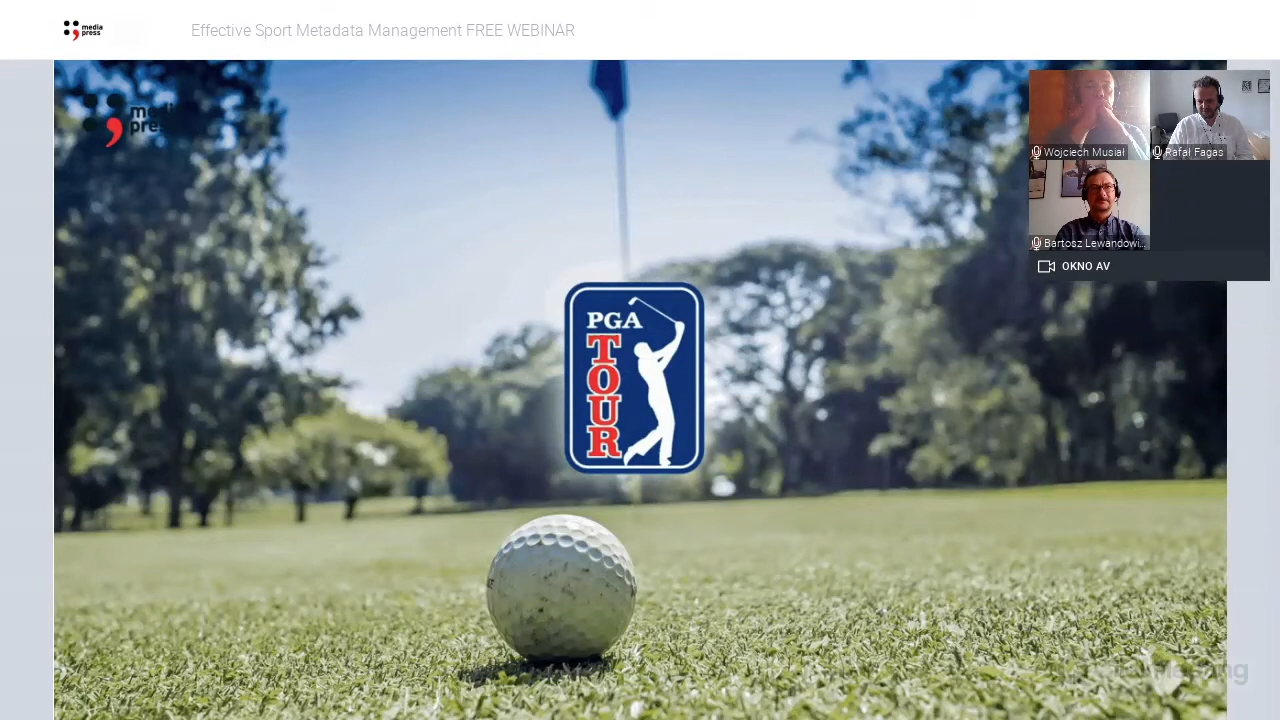 media
press
Effective Sport Metadata Management FREE WEBINAR
Wojciech Musiał
Rafał Fagas
Bartosz Lewandowi...
OKNO AV
PGA
TOUR